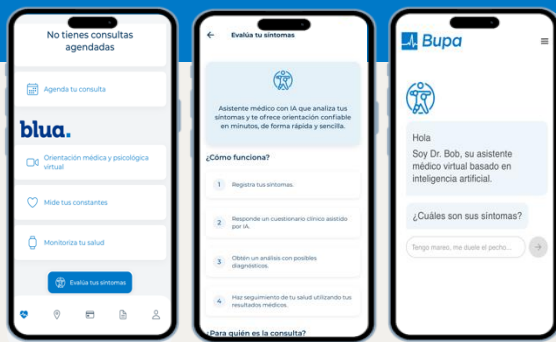 No tienes consultas
agendadas
Agenda tu consulta
blua.
Orientación médica y psicológica
virtual
Mide tus constantes
Monitoriza tu salud
Evalúa tus síntomas
Evalúa tu síntomas
Asistente médico con IA que analiza tus
síntomas y te ofrece orientación confiable
en minutos, de forma rápida y sencilla.
¿Cómo funciona?
1 Registra tus síntomas.
2 Responde un cuestionario clínico asistido
por IA.
3 Obtén un análisis con posibles
diagnósticos.
4 Haz seguimiento de tu salud utilizando tus
resultados médicos.
¿Para quién es la consulta?
Bupa
Hola
Soy Dr. Bob, su asistente
médico virtual basado en
inteligencia artificial.
¿Cuáles son sus síntomas?
Tengo mareo, me duele el pecho...